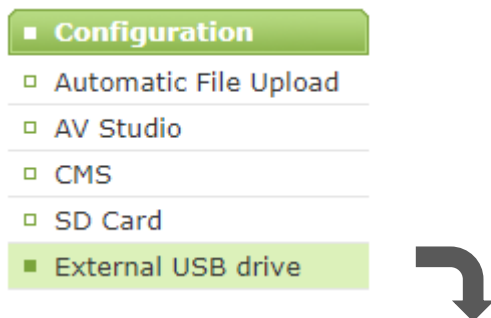 Configuration
Automatic File Upload
AV Studio
CMS
SD Card
External USB drive